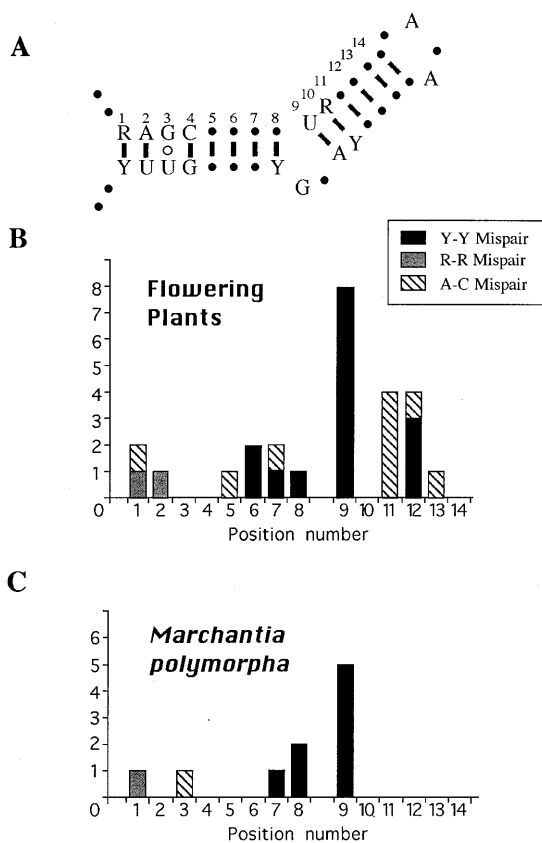 A
A
14
13
12
11
10
9
R
A
U
1 2 3 4 5 6 7 8
R A G C
Y U U G Y
A
Y
G
B
Y-Y Mispair
R-R Mispair
A-C Mispair
Flowering
Plants
8
7
6
5
4
3
2
1
0
1 2 3 4 5 6 7 8 9 10 11 12 13 14
Position number
C
Marchantia
polymorpha
6
5
4
3
2
1
0
1 2 3 4 5 6 7 8 9 10 11 12 13 14
Position number